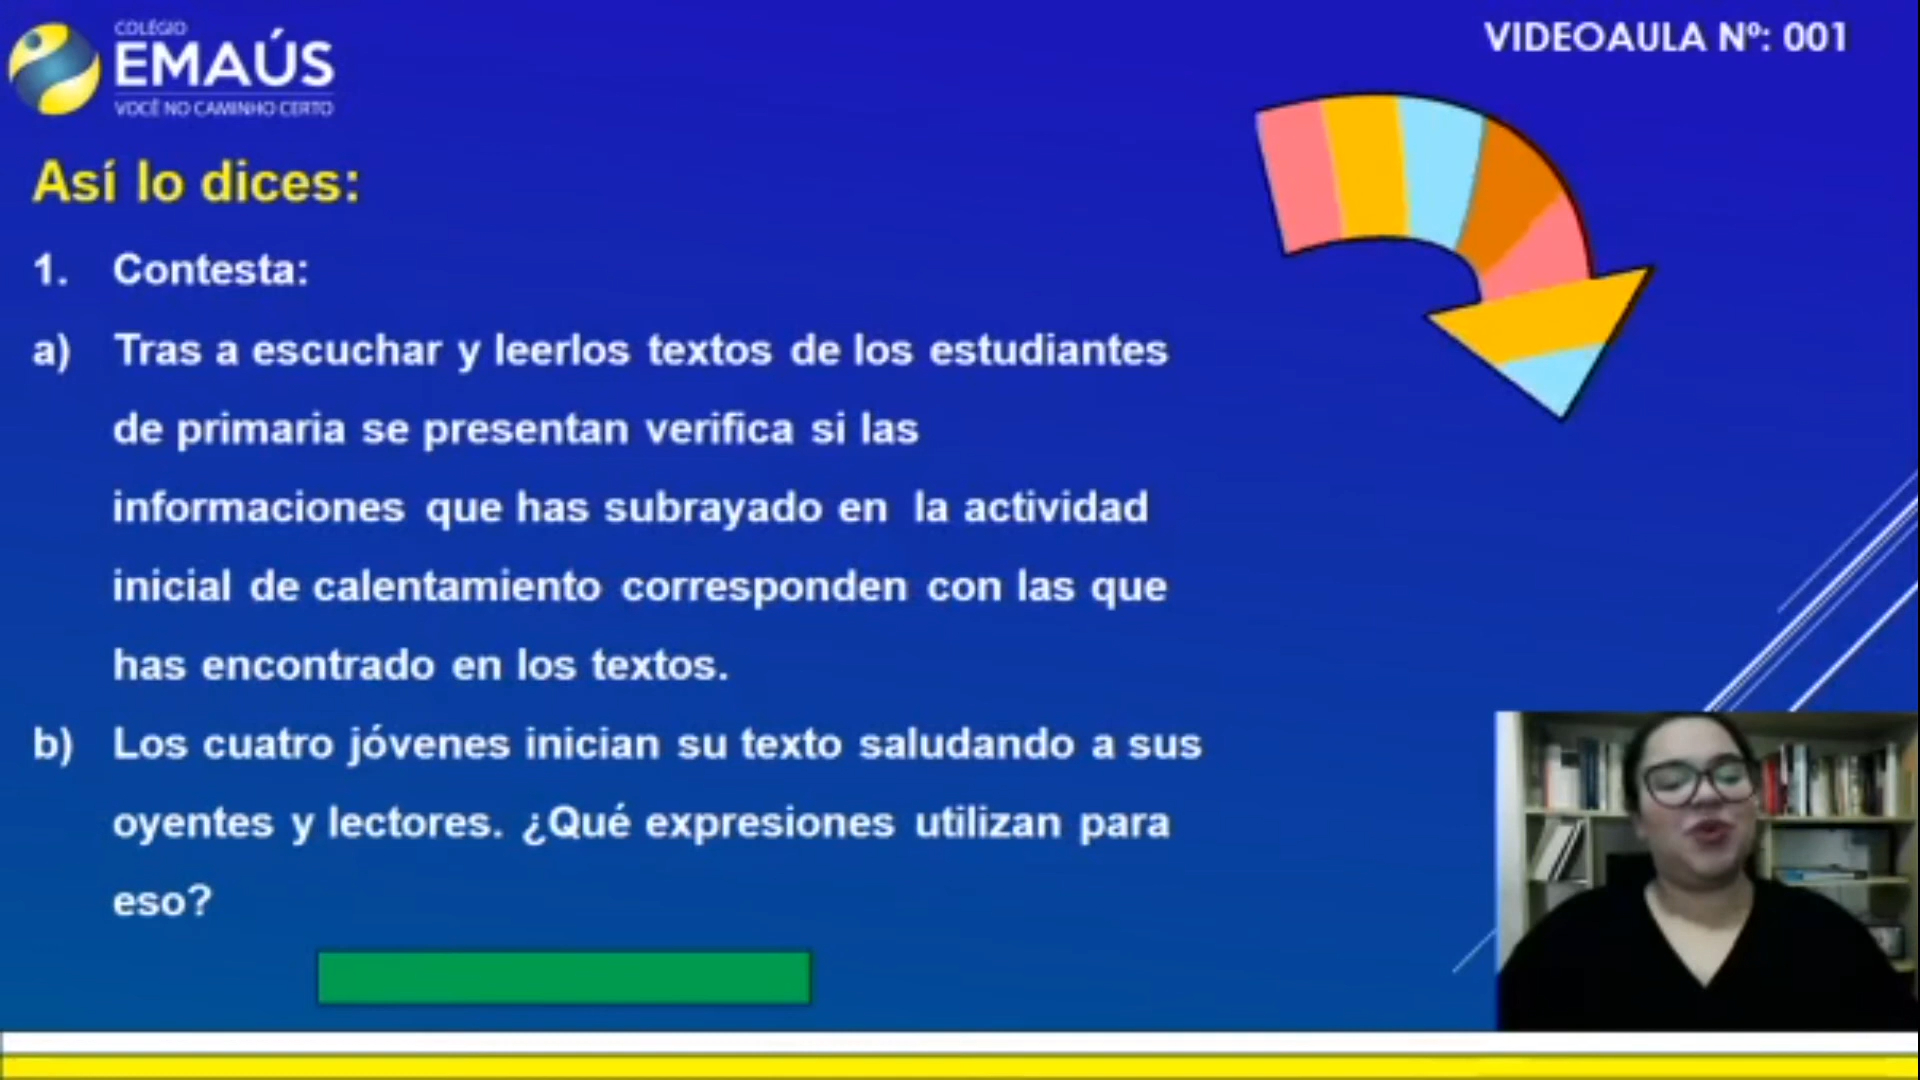 COLÉGIO
EMAÚS
VOCÊ NO CAMINHO CERTO
VIDEOAULA Nº: 001
Así lo dices:
1. Contesta:
a) Tras a escuchar y leerlos textos de los estudiantes
de primaria se presentan verifica si las
informaciones que has subrayado en la actividad
inicial de calentamiento corresponden con las que
has encontrado en los textos.
b) Los cuatro jóvenes inician su texto saludando a sus
oyentes y lectores. ¿Qué expresiones utilizan para
eso?